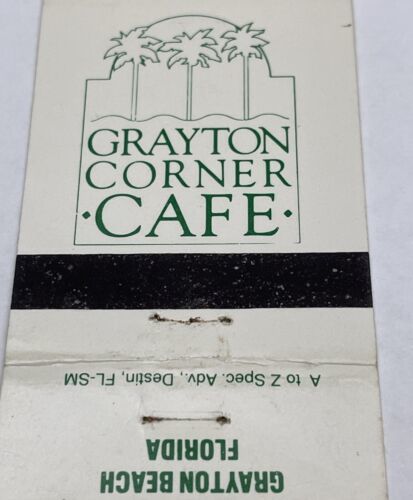 GRAYTON
CORNER
·CAFE·
A to Z Spec. Adv., Destin, FL-SM
GRAYTON BEACH
FLORIDA